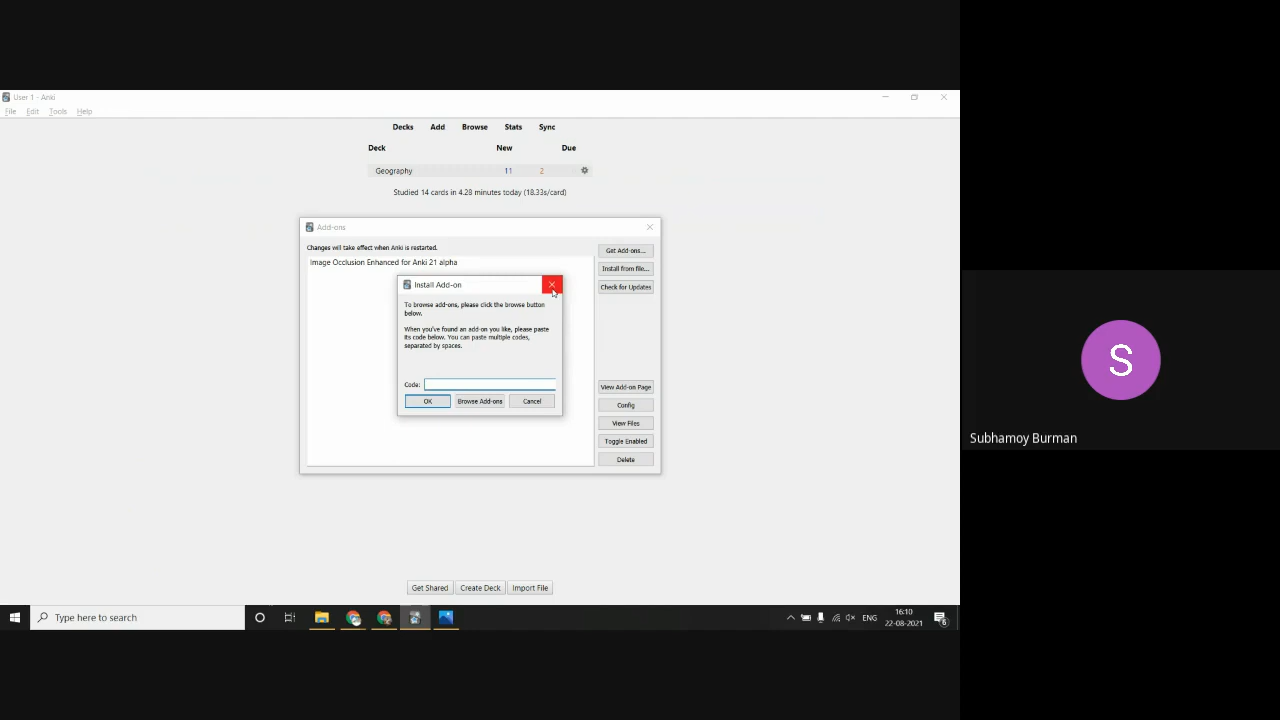 User 1 - Anki
File Edit Tools Help
Decks Add Browse Stats Sync
Deck New Due
Geography 11 2
Studied 14 cards in 4.28 minutes today (18.33s/card)
Add-ons
Changes will take effect when Anki is restarted.
Image Occlusion Enhanced for Anki 21 alpha
Get Add-ons...
Install from file...
Check for Updates
Install Add-on
To browse add-ons, please click the browse button
below.
When you've found an add-on you like, please paste
its code below. You can paste multiple codes,
separated by spaces.
Code:
OK Browse Add-ons Cancel
View Add-on Page
Config
View Files
Toggle Enabled
Delete
Get Shared Create Deck Import File
Type here to search
ENG
16:10
22-08-2021
6
S
Subhamoy Burman